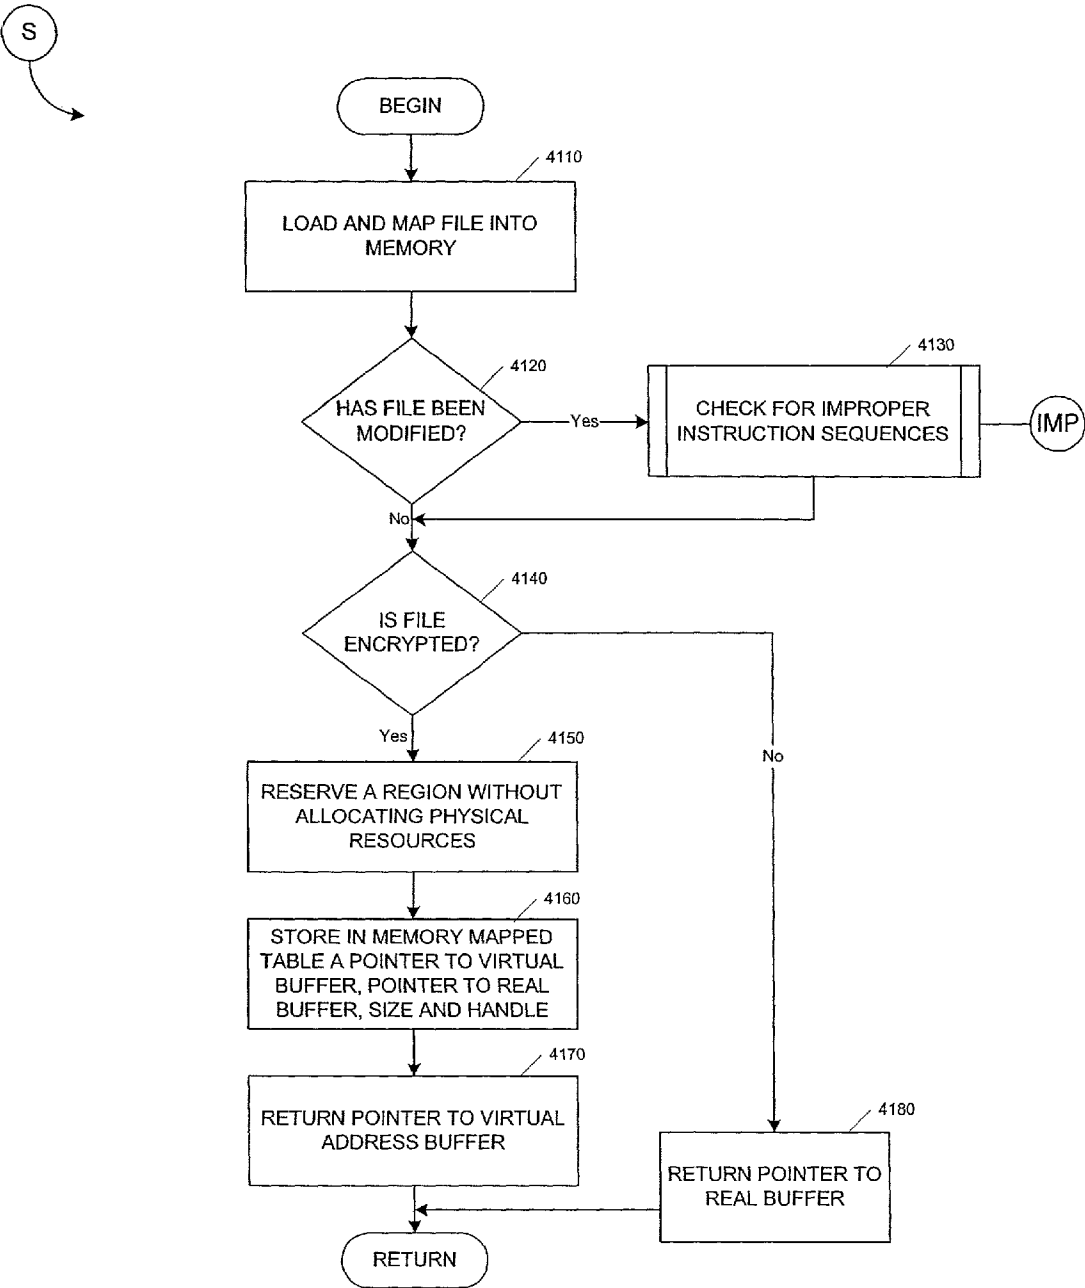 S
BEGIN
4110
LOAD AND MAP FILE INTO
MEMORY
4120
HAS FILE BEEN
MODIFIED?
Yes
4130
CHECK FOR IMPROPER
INSTRUCTION SEQUENCES
IMP
No
4140
IS FILE
ENCRYPTED?
Yes
No
4150
RESERVE A REGION WITHOUT
ALLOCATING PHYSICAL
RESOURCES
4160
STORE IN MEMORY MAPPED
TABLE A POINTER TO VIRTUAL
BUFFER, POINTER TO REAL
BUFFER, SIZE AND HANDLE
4170
RETURN POINTER TO VIRTUAL
ADDRESS BUFFER
4180
RETURN POINTER TO
REAL BUFFER
RETURN